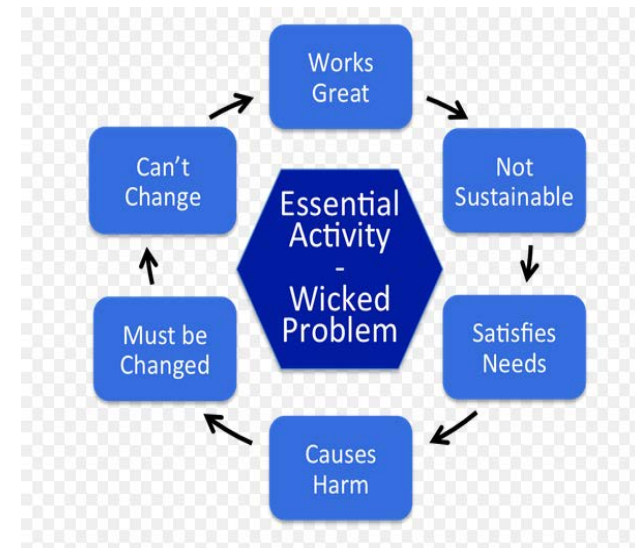 Works
Great
Not
Sustainable
Satisfies
Needs
Causes
Harm
Must be
Changed
Can't
Change
Essential
Activity
-
Wicked
Problem